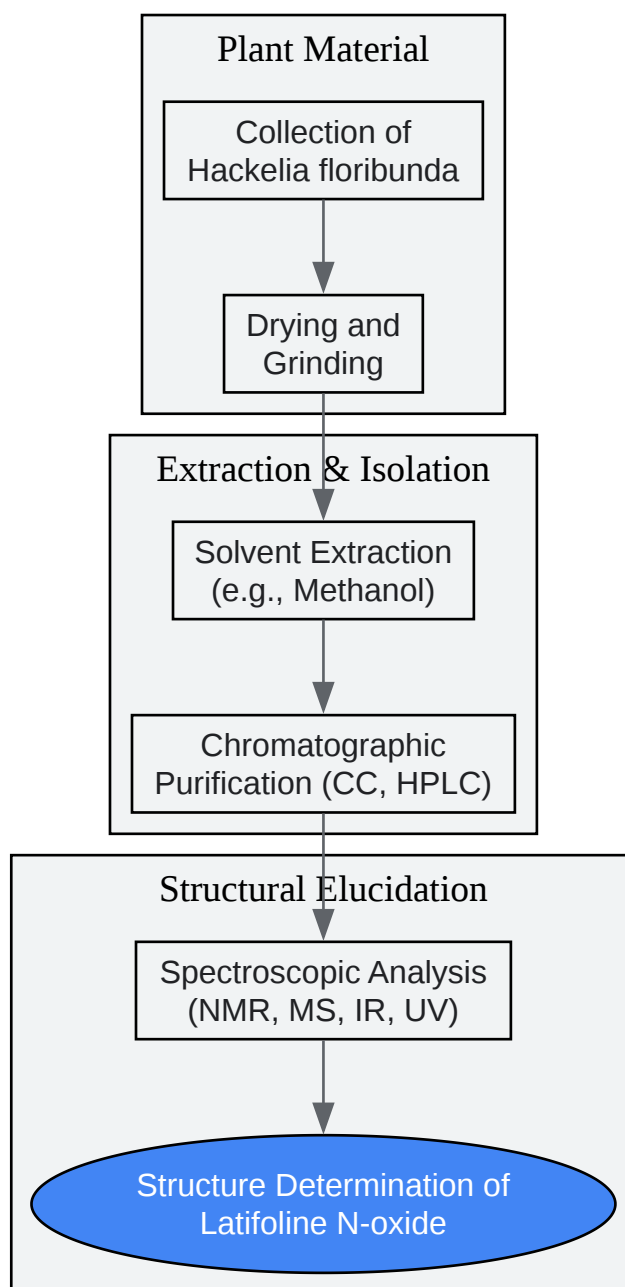 Plant Material
Collection of
Hackelia floribunda
Drying and
Grinding
Extraction & Isolation
Solvent Extraction
(e.g., Methanol)
Chromatographic
Purification (CC, HPLC)
Structural Elucidation
Spectroscopic Analysis
(NMR, MS, IR, UV)
Structure Determination of
Latifoline N-oxide